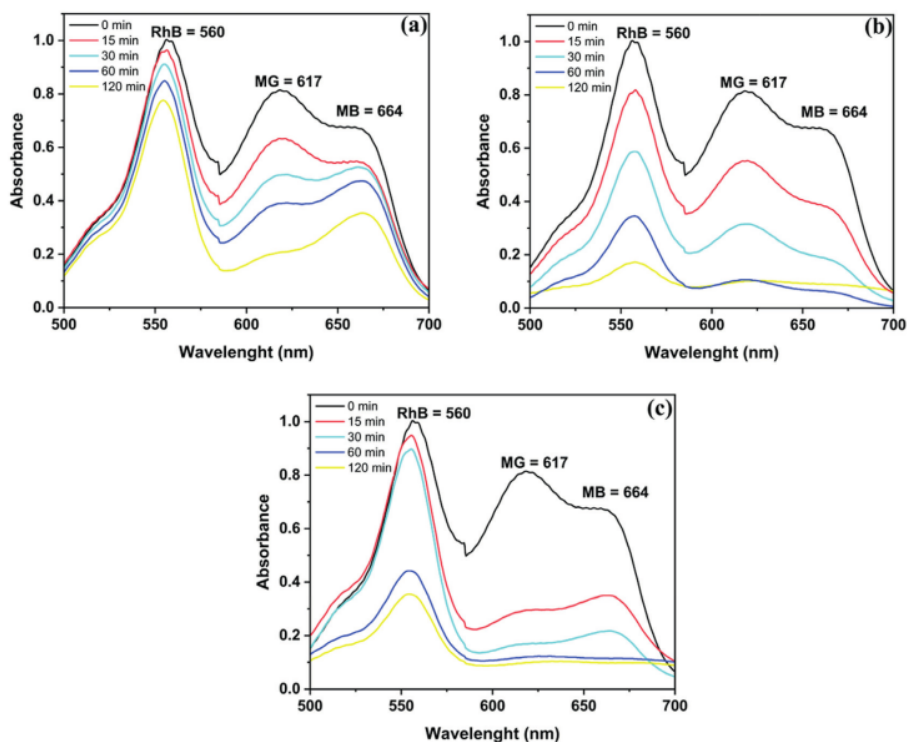 (a)
0 min
15 min
30 min
60 min
120 min
RhB = 560
MG = 617
MB = 664
Absorbance
1.0
0.8
0.6
0.4
0.2
0.0
500 550 600 650 700
Wavelenght (nm)
(b)
0 min
15 min
30 min
60 min
120 min
RhB = 560
MG = 617
MB = 664
Absorbance
1.0
0.8
0.6
0.4
0.2
0.0
500 550 600 650 700
Wavelenght (nm)
(c)
0 min
15 min
30 min
60 min
120 min
RhB = 560
MG = 617
MB = 664
Absorbance
1.0
0.8
0.6
0.4
0.2
0.0
500 550 600 650 700
Wavelenght (nm)